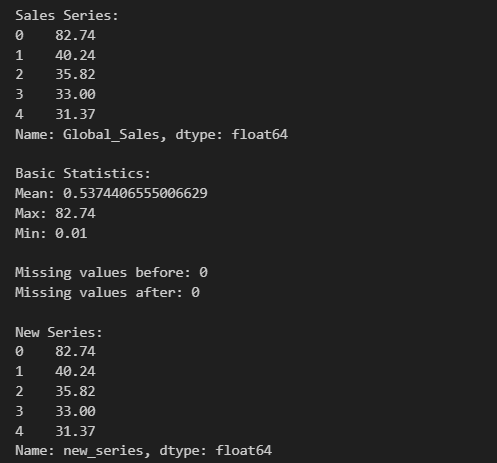 Sales Series:
0    82.74
1    40.24
2    35.82
3    33.00
4    31.37
Name: Global_Sales, dtype: float64

Basic Statistics:
Mean: 0.5374406555006629
Max: 82.74
Min: 0.01

Missing values before: 0
Missing values after: 0

New Series:
0    82.74
1    40.24
2    35.82
3    33.00
4    31.37
Name: new_series, dtype: float64